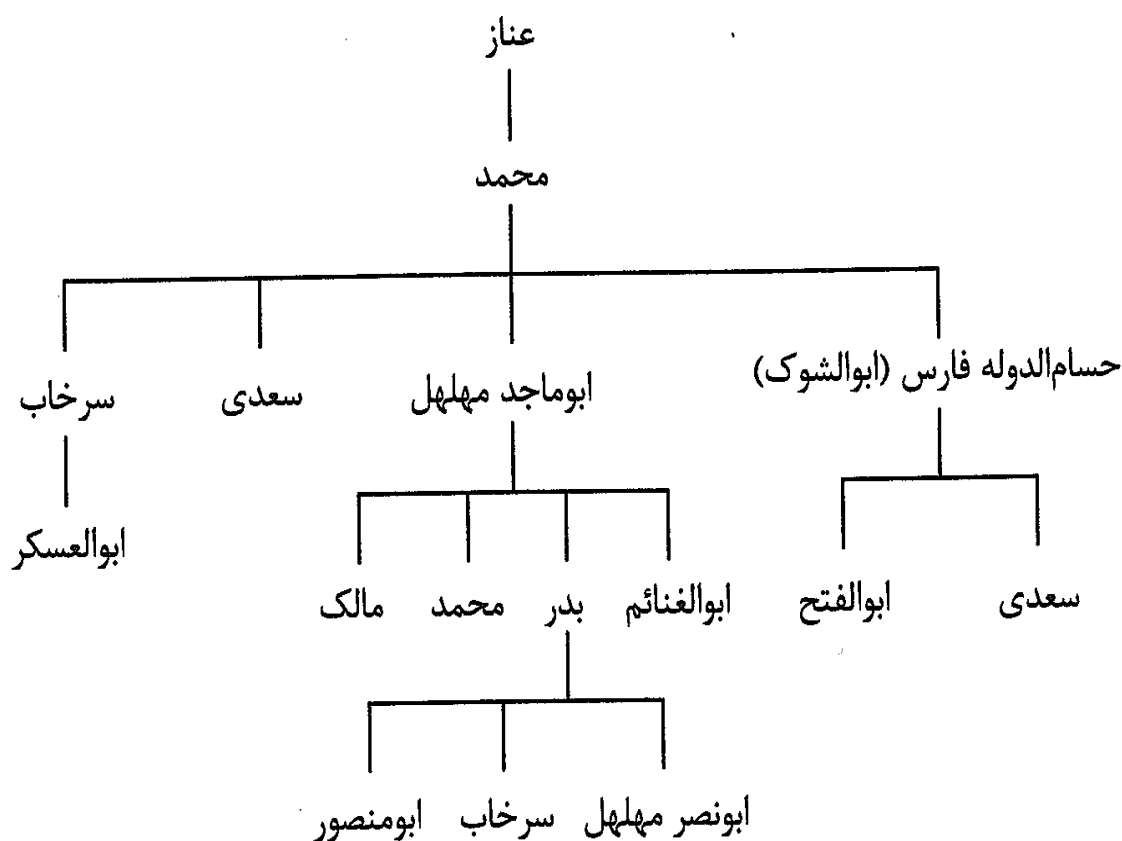 عناز
محمد
حسام‌الدوله فارس (ابوالشوک)
ابوماجد مهلهل
سعدی
سرخاب
سعدی
ابوالفتح
ابوالغنائم
بدر
محمد
مالک
ابوالعسکر
ابونصر مهلهل
سرخاب
ابومنصور